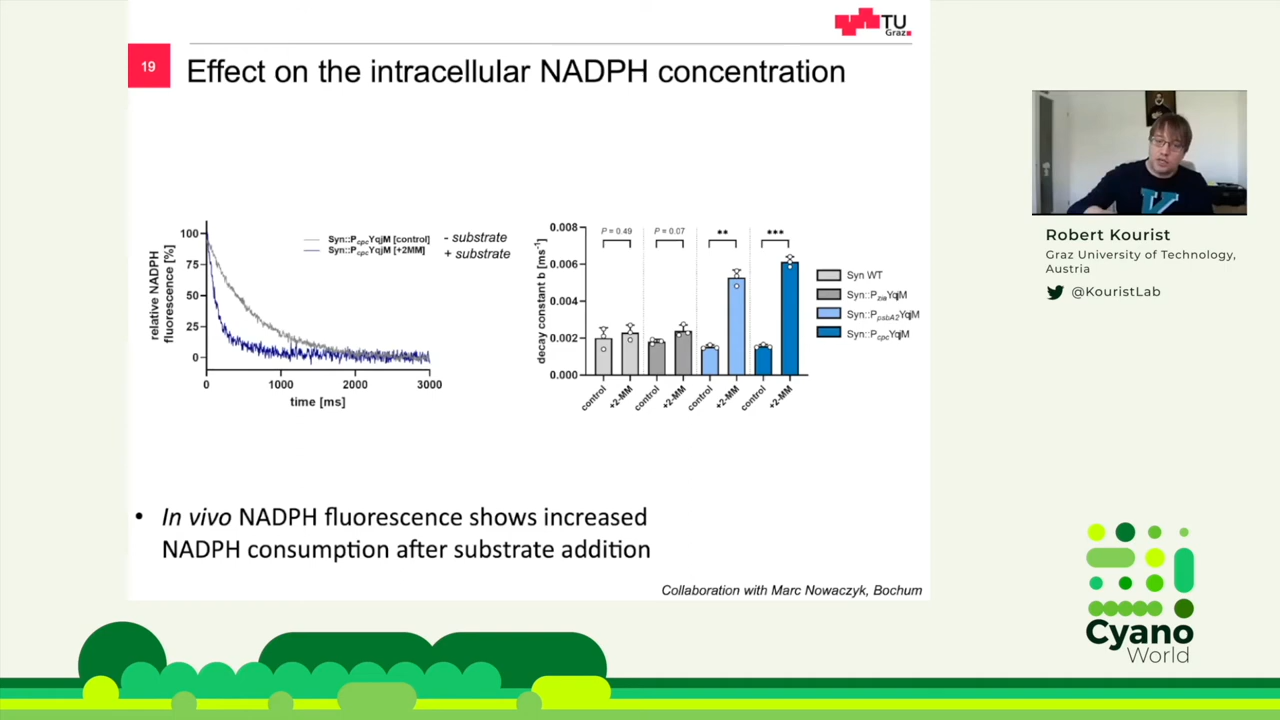 TU
Graz
19
Effect on the intracellular NADPH concentration
relative NADPH
fluorescence [%]
100
75
50
25
0
0
1000
2000
3000
time [ms]
Syn::PcpcYqjM [control]
Syn::PcpcYqjM [+2MM]
- substrate
+ substrate
decay constant b [ms-1]
0.008
0.006
0.004
0.002
0.000
P = 0.49
P = 0.07
**
***
control
+2-MM
control
+2-MM
control
+2-MM
control
+2-MM
Syn WT
Syn::PziaYqjM
Syn::PpsbA2YqjM
Syn::PcpcYqjM
• In vivo NADPH fluorescence shows increased
NADPH consumption after substrate addition
Collaboration with Marc Nowaczyk, Bochum
Robert Kourist
Graz University of Technology,
Austria
@KouristLab
Cyano
World